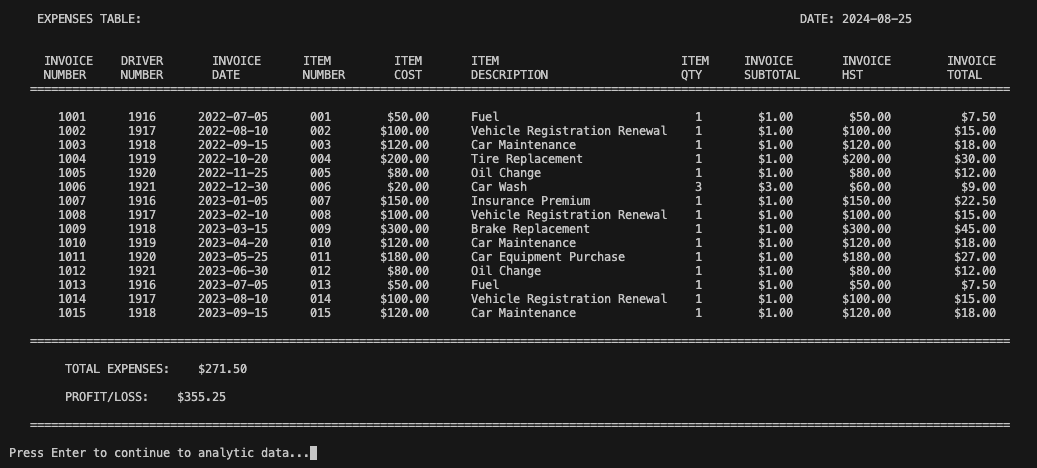 EXPENSES TABLE: DATE: 2024-08-25
INVOICE DRIVER INVOICE ITEM ITEM ITEM ITEM INVOICE INVOICE INVOICE
NUMBER NUMBER DATE NUMBER COST DESCRIPTION QTY SUBTOTAL HST TOTAL
1001 1916 2022-07-05 001 $50.00 Fuel 1 $1.00 $50.00 $7.50
1002 1917 2022-08-10 002 $100.00 Vehicle Registration Renewal 1 $1.00 $100.00 $15.00
1003 1918 2022-09-15 003 $120.00 Car Maintenance 1 $1.00 $120.00 $18.00
1004 1919 2022-10-20 004 $200.00 Tire Replacement 1 $1.00 $200.00 $30.00
1005 1920 2022-11-25 005 $80.00 Oil Change 1 $1.00 $80.00 $12.00
1006 1921 2022-12-30 006 $20.00 Car Wash 3 $3.00 $60.00 $9.00
1007 1916 2023-01-05 007 $150.00 Insurance Premium 1 $1.00 $150.00 $22.50
1008 1917 2023-02-10 008 $100.00 Vehicle Registration Renewal 1 $1.00 $100.00 $15.00
1009 1918 2023-03-15 009 $300.00 Brake Replacement 1 $1.00 $300.00 $45.00
1010 1919 2023-04-20 010 $120.00 Car Maintenance 1 $1.00 $120.00 $18.00
1011 1920 2023-05-25 011 $180.00 Car Equipment Purchase 1 $1.00 $180.00 $27.00
1012 1921 2023-06-30 012 $80.00 Oil Change 1 $1.00 $80.00 $12.00
1013 1916 2023-07-05 013 $50.00 Fuel 1 $1.00 $50.00 $7.50
1014 1917 2023-08-10 014 $100.00 Vehicle Registration Renewal 1 $1.00 $100.00 $15.00
1015 1918 2023-09-15 015 $120.00 Car Maintenance 1 $1.00 $120.00 $18.00
TOTAL EXPENSES: $271.50
PROFIT/LOSS: $355.25
Press Enter to continue to analytic data...